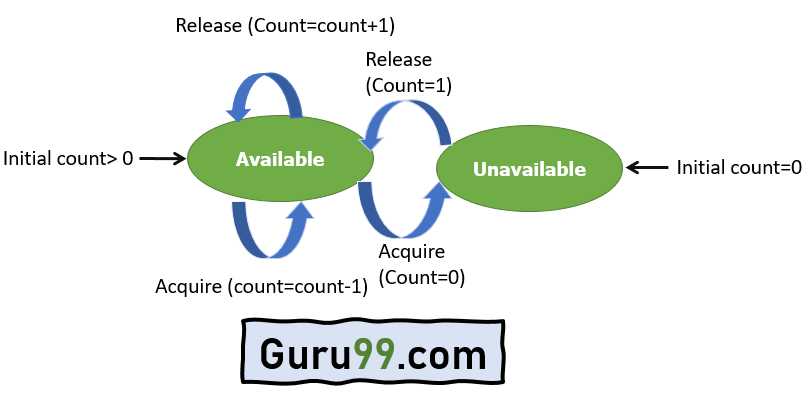 Release (Count=count+1)
Release
(Count=1)
Initial count> 0
Available
Unavailable
Initial count=0
Acquire
(Count=0)
Acquire (count=count-1)
Guru99.com